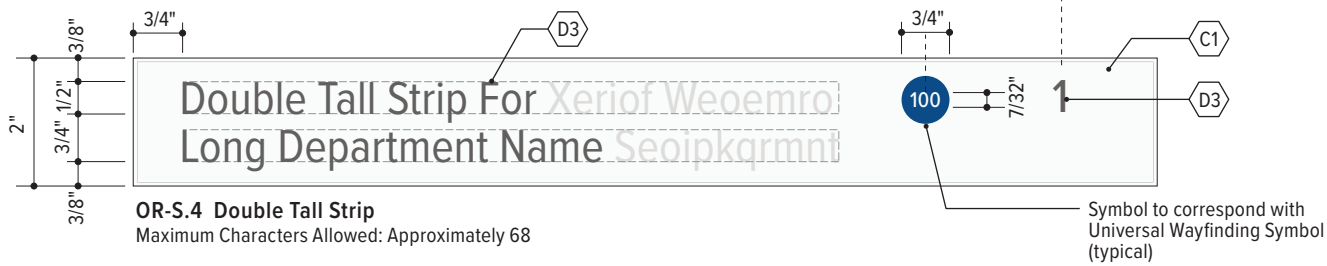 3/4"
D3
3/4"
C1
3/8"
1/2"
3/4"
3/8"
2"
Double Tall Strip For Xeriof Weoemro
100
7/32"
1
D3
Long Department Name Seoipkqrmnt
OR-S.4 Double Tall Strip
Maximum Characters Allowed: Approximately 68
Symbol to correspond with
Universal Wayfinding Symbol
(typical)